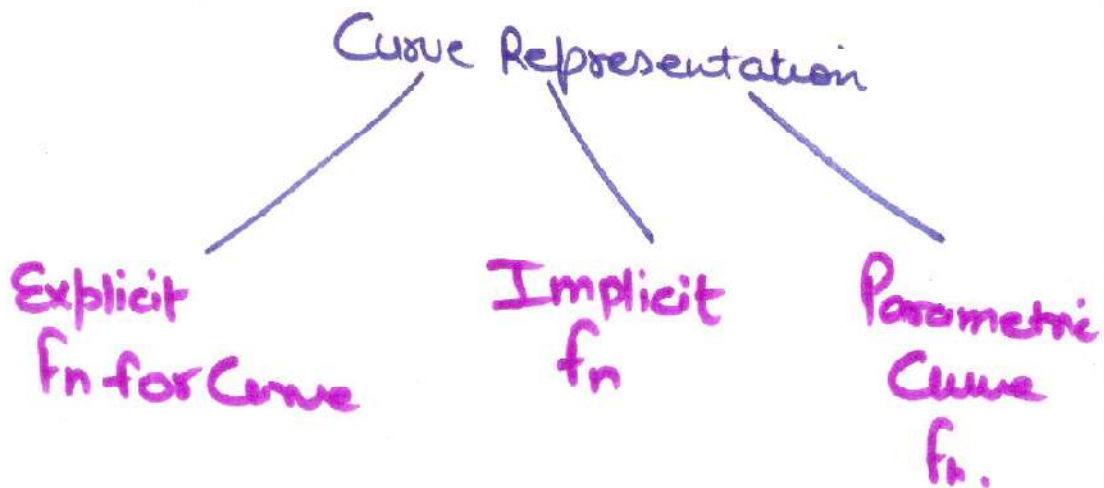 Curve Representation
Explicit
fn for Curve
Implicit
fn
Parametric
Curve
fn.